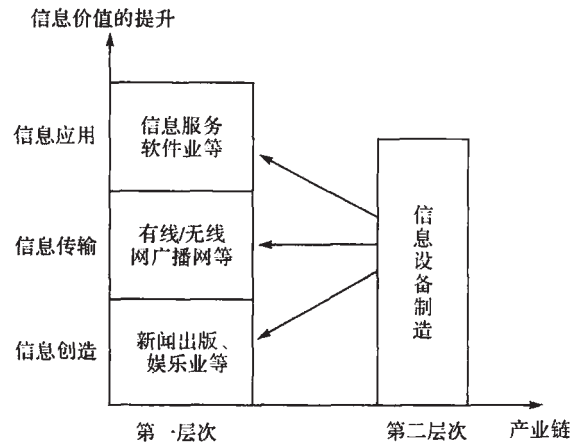 信息价值的提升
信息应用
信息服务
软件业等
信息传输
有线/无线
网广播网等
信息创造
新闻出版、
娱乐业等
信息设备制造
第一层次
第二层次
产业链